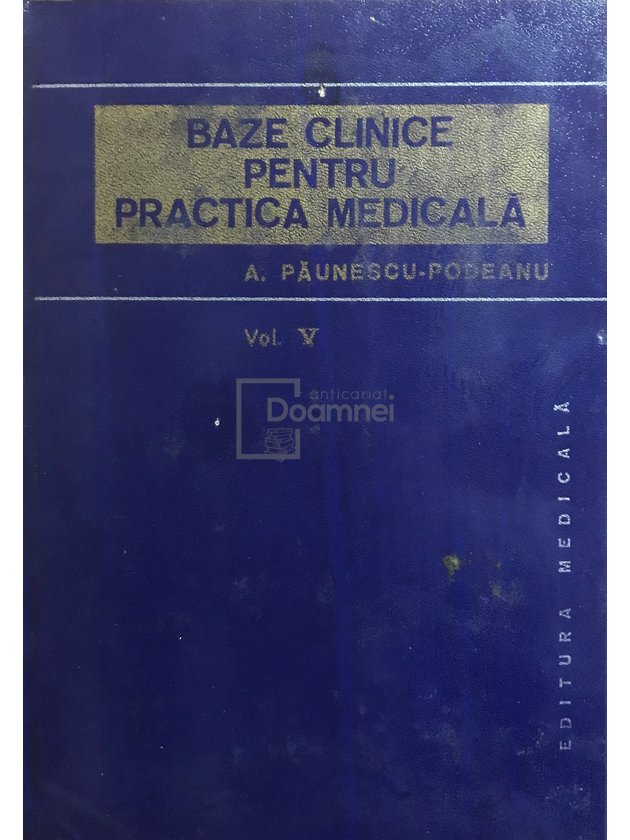 BAZE CLINICE
PENTRU
PRACTICA MEDICALĂ
A. PĂUNESCU-PODEANU
Vol. V
anticariat
Doamnei
EDITURA MEDICALĂ